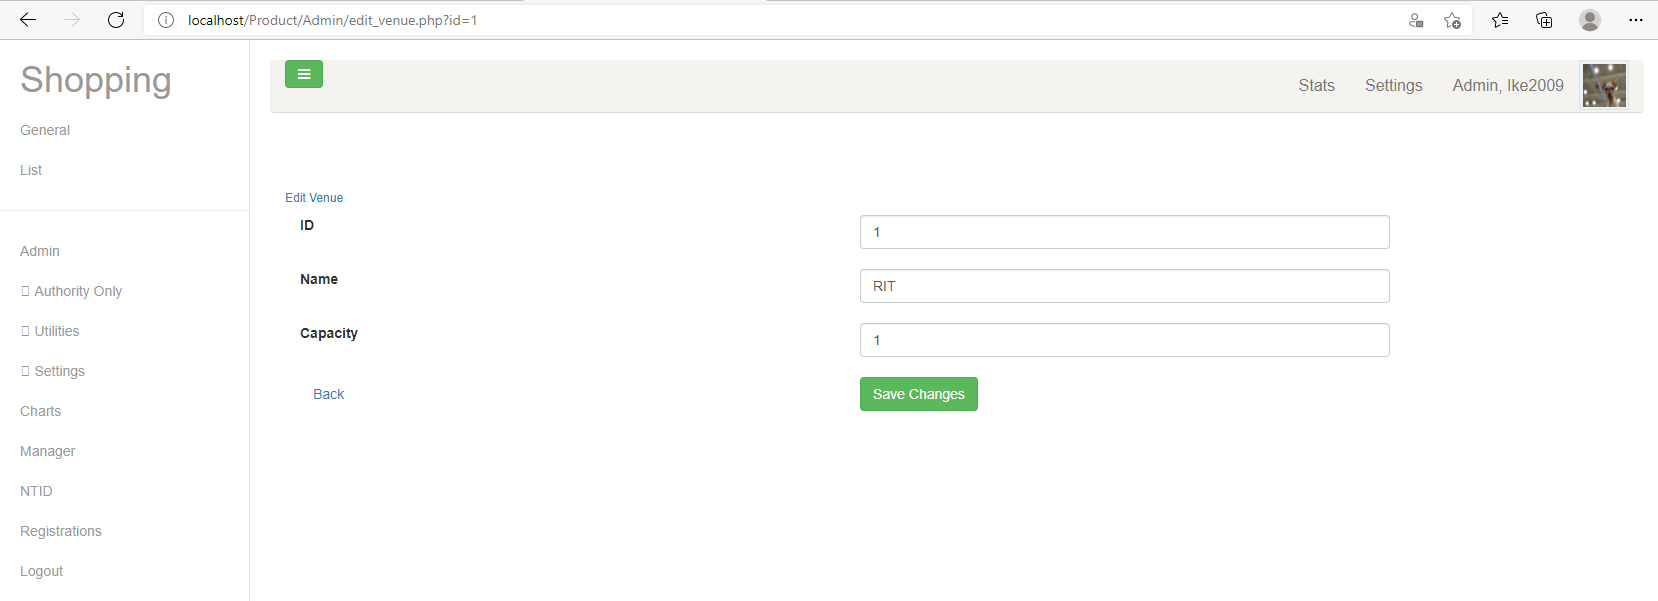 localhost/Product/Admin/edit_venue.php?id=1
Shopping
General
List
Admin
Authority Only
Utilities
Settings
Charts
Manager
NTID
Registrations
Logout
Stats Settings Admin, Ike2009
Edit Venue
ID 1
Name RIT
Capacity 1
Back Save Changes